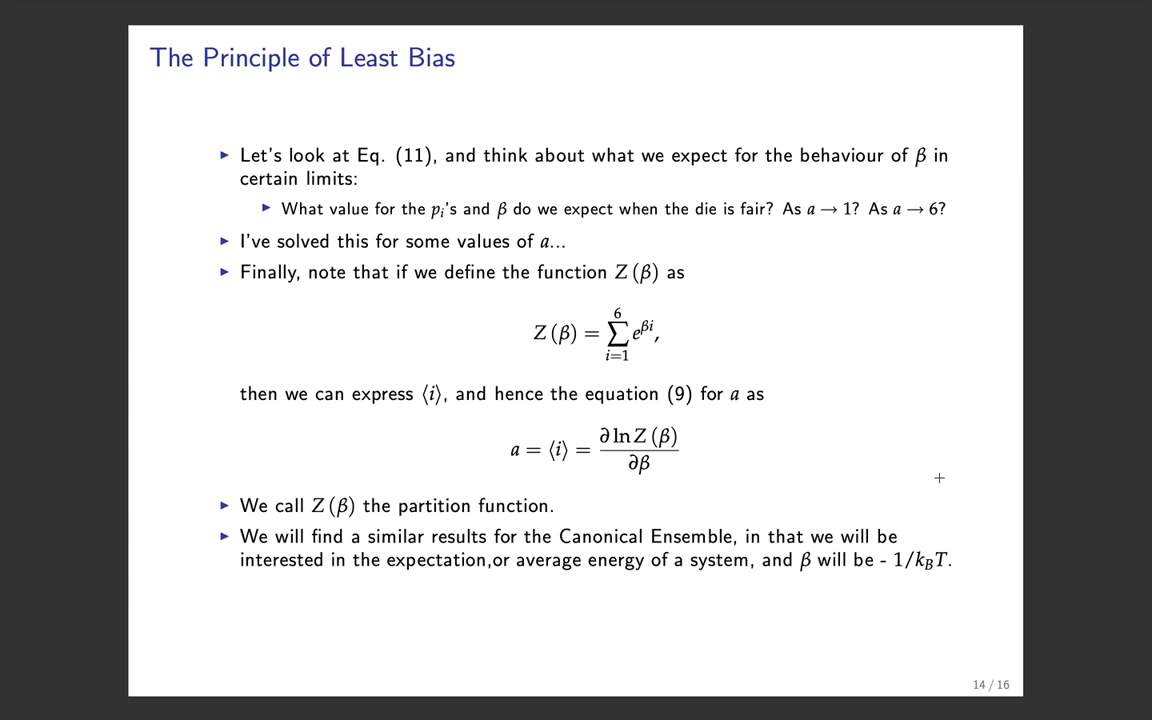 The Principle of Least Bias
▶ Let's look at Eq. (11), and think about what we expect for the behaviour of β in
certain limits:
▶ What value for the p_i's and β do we expect when the die is fair? As a → 1? As a → 6?
▶ I've solved this for some values of a...
▶ Finally, note that if we define the function Z (β) as
Z (β) = ∑_{i=1}^{6} e^{βi},
then we can express ⟨i⟩, and hence the equation (9) for a as
a = ⟨i⟩ = ∂ ln Z (β) / ∂β
▶ We call Z (β) the partition function.
▶ We will find a similar results for the Canonical Ensemble, in that we will be
interested in the expectation,or average energy of a system, and β will be - 1/k_BT.
14 / 16